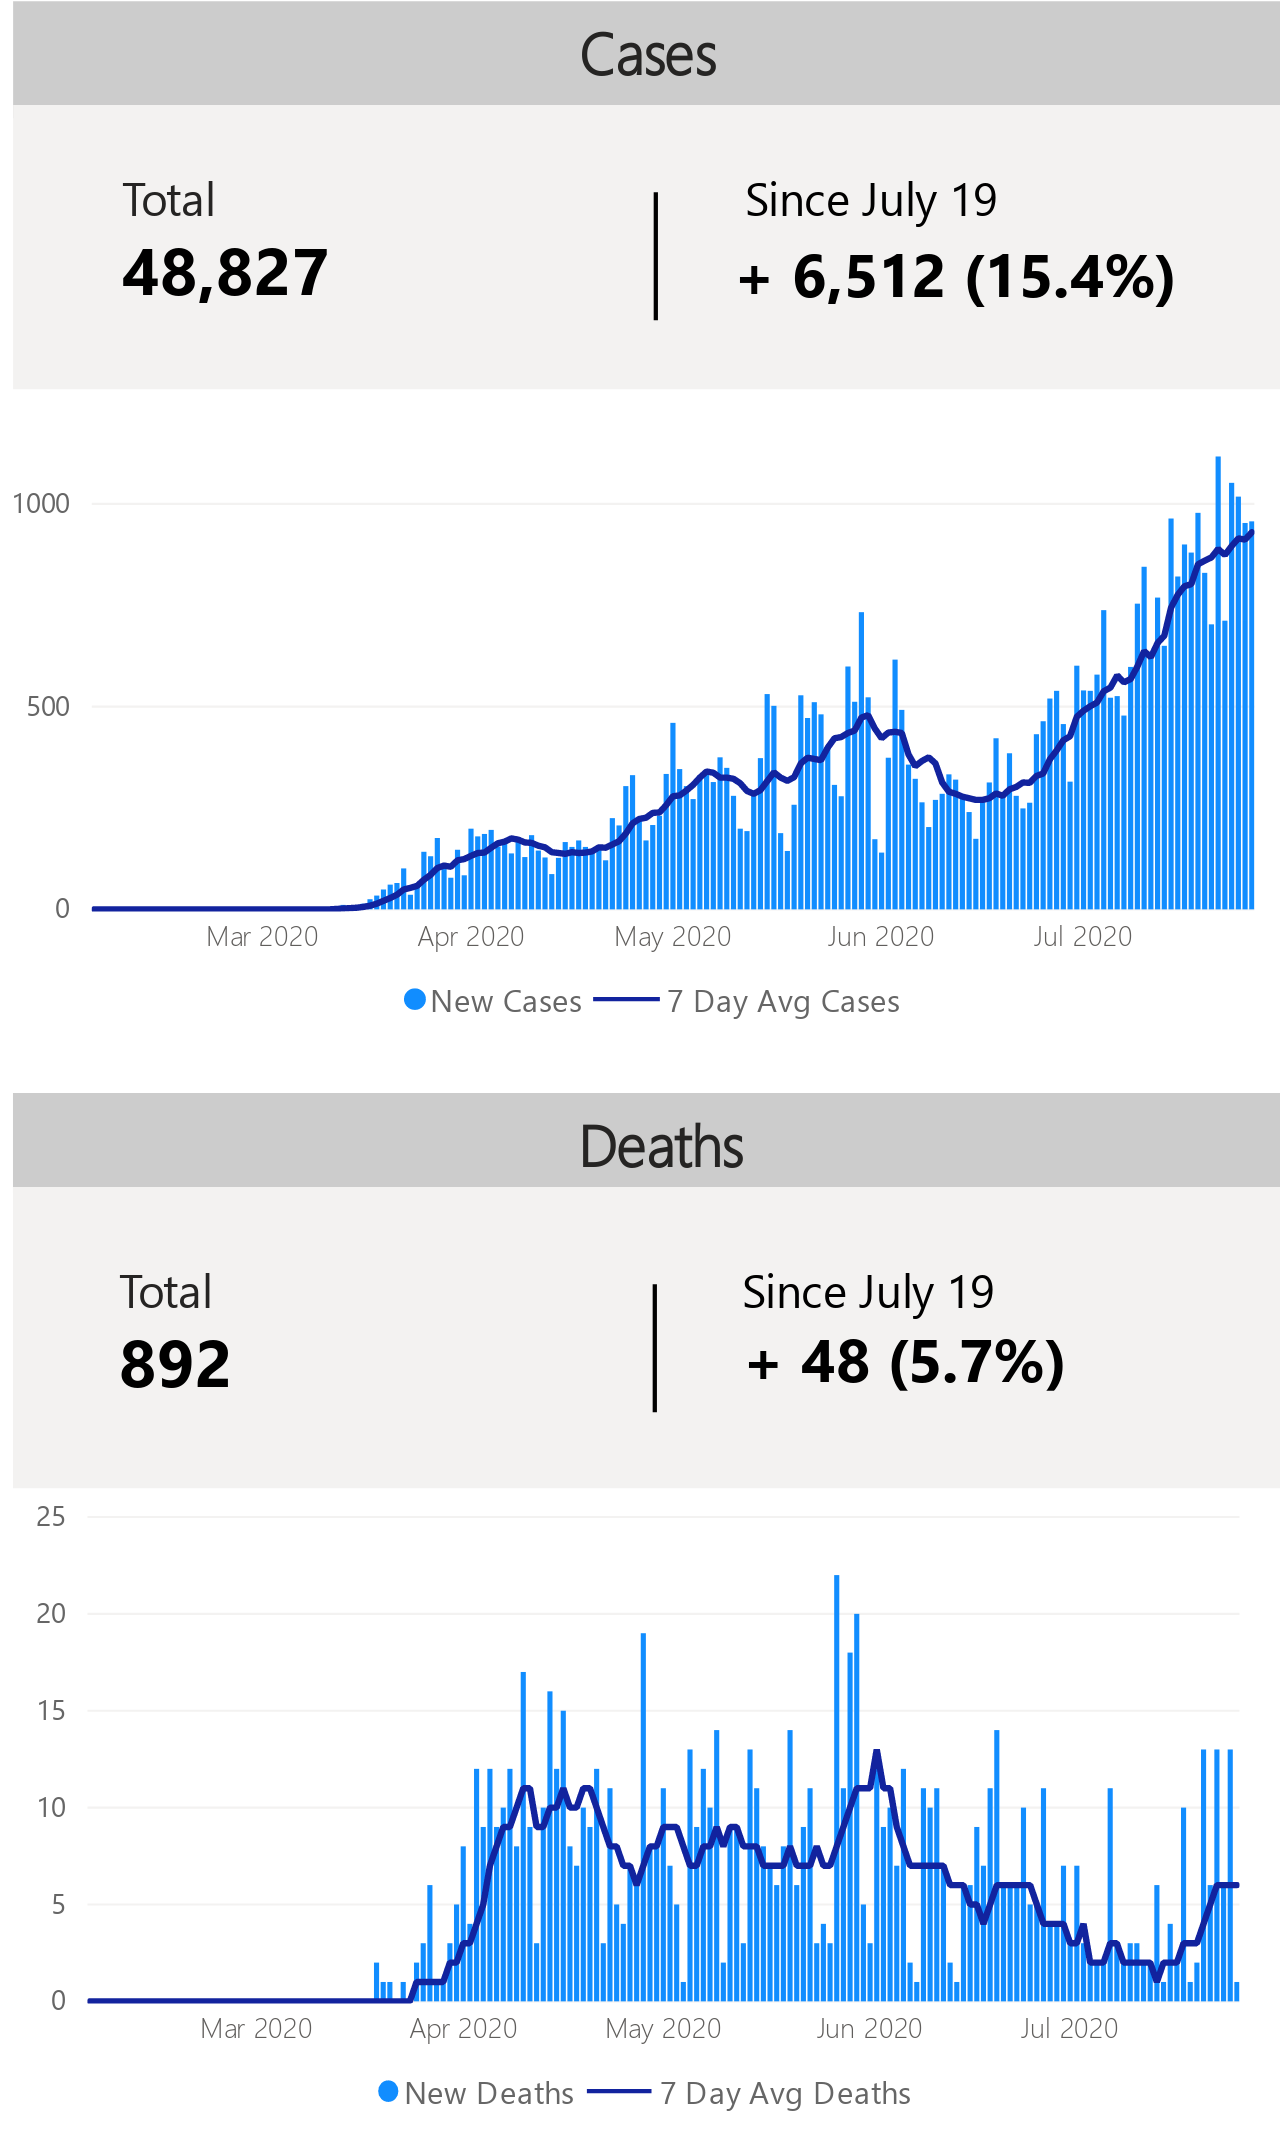 Cases
Total
Since July 19
48,827
+ 6,512 (15.4%)
1000
500
0
Mar 2020 Apr 2020 May 2020 Jun 2020 Jul 2020
New Cases 7 Day Avg Cases
Deaths
Total
Since July 19
892
+ 48 (5.7%)
25
20
15
10
5
0
Mar 2020 Apr 2020 May 2020 Jun 2020 Jul 2020
New Deaths 7 Day Avg Deaths